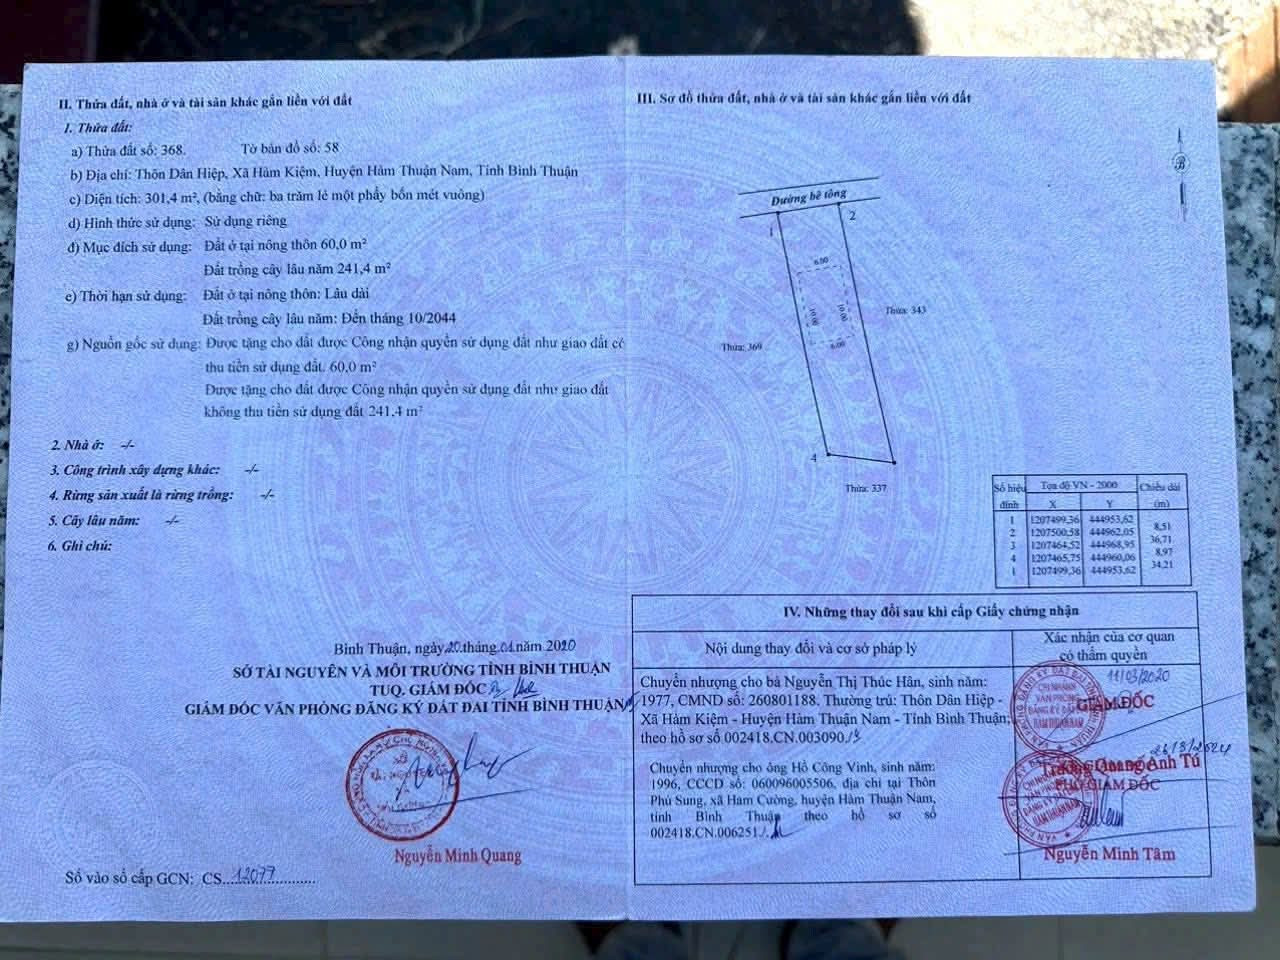 II. Thửa đất, nhà ở và tài sản khác gắn liền với đất
1. Thửa đất:
a) Thửa đất số: 368. Tờ bản đồ số: 58
b) Địa chỉ: Thôn Dân Hiệp, Xã Hàm Kiệm, Huyện Hàm Thuận Nam, Tỉnh Bình Thuận
c) Diện tích: 301,4 m², (bằng chữ: ba trăm lẻ một phẩy bốn mét vuông)
d) Hình thức sử dụng: Sử dụng riêng
đ) Mục đích sử dụng: Đất ở tại nông thôn 60,0 m²
Đất trồng cây lâu năm 241,4 m²
e) Thời hạn sử dụng: Đất ở tại nông thôn: Lâu dài
Đất trồng cây lâu năm: Đến tháng 10/2044
g) Nguồn gốc sử dụng: Được tặng cho đất được Công nhận quyền sử dụng đất như giao đất có
thu tiền sử dụng đất. 60,0 m²
Được tặng cho đất được Công nhận quyền sử dụng đất như giao đất
không thu tiền sử dụng đất 241,4 m²
2. Nhà ở: -/-
3. Công trình xây dựng khác: -/-
4. Rừng sản xuất là rừng trồng: -/-
5. Cây lâu năm: -/-
6. Ghi chú:
Bình Thuận, ngày 20 tháng 01 năm 2020
SỞ TÀI NGUYÊN VÀ MÔI TRƯỜNG TỈNH BÌNH THUẬN
TUQ. GIÁM ĐỐC
GIÁM ĐỐC VĂN PHÒNG ĐĂNG KÝ ĐẤT ĐAI TỈNH BÌNH THUẬN
Nguyễn Minh Quang
Số vào sổ cấp GCN: CS...12077
III. Sơ đồ thửa đất, nhà ở và tài sản khác gắn liền với đất
B
Đường bê tông
1
2
6.00
10.00
10.00
6.00
Thửa: 343
Thửa: 369
4
Thửa: 337
Số hiệu đỉnh Tọa độ VN - 2000 Chiều dài (m)
X Y
1 1207499,36 444953,62
8,51
2 1207500,58 444962,05
36,71
3 1207464,52 444968,95
8,97
4 1207465,75 444960,06
34,21
1 1207499,36 444953,62
IV. Những thay đổi sau khi cấp Giấy chứng nhận
Nội dung thay đổi và cơ sở pháp lý
Xác nhận của cơ quan
có thẩm quyền
Chuyển nhượng cho bà Nguyễn Thị Thúc Hân, sinh năm:
1977, CMND số: 260801188. Thường trú: Thôn Dân Hiệp -
Xã Hàm Kiệm - Huyện Hàm Thuận Nam - Tỉnh Bình Thuận;
theo hồ sơ số 002418.CN.003090./.
11/03/2020
GIÁM ĐỐC
CHI NHÁNH
VĂN PHÒNG
ĐĂNG KÝ ĐẤT ĐAI
HÀM THUẬN NAM
Trương Quang Anh Tú
Chuyển nhượng cho ông Hồ Công Vinh, sinh năm:
1996, CCCD số: 060096005506, địa chỉ tại Thôn
Phú Sung, xã Hàm Cường, huyện Hàm Thuận Nam,
tỉnh Bình Thuận theo hồ sơ số
002418.CN.006251./.
PHÓ GIÁM ĐỐC
Nguyễn Minh Tâm